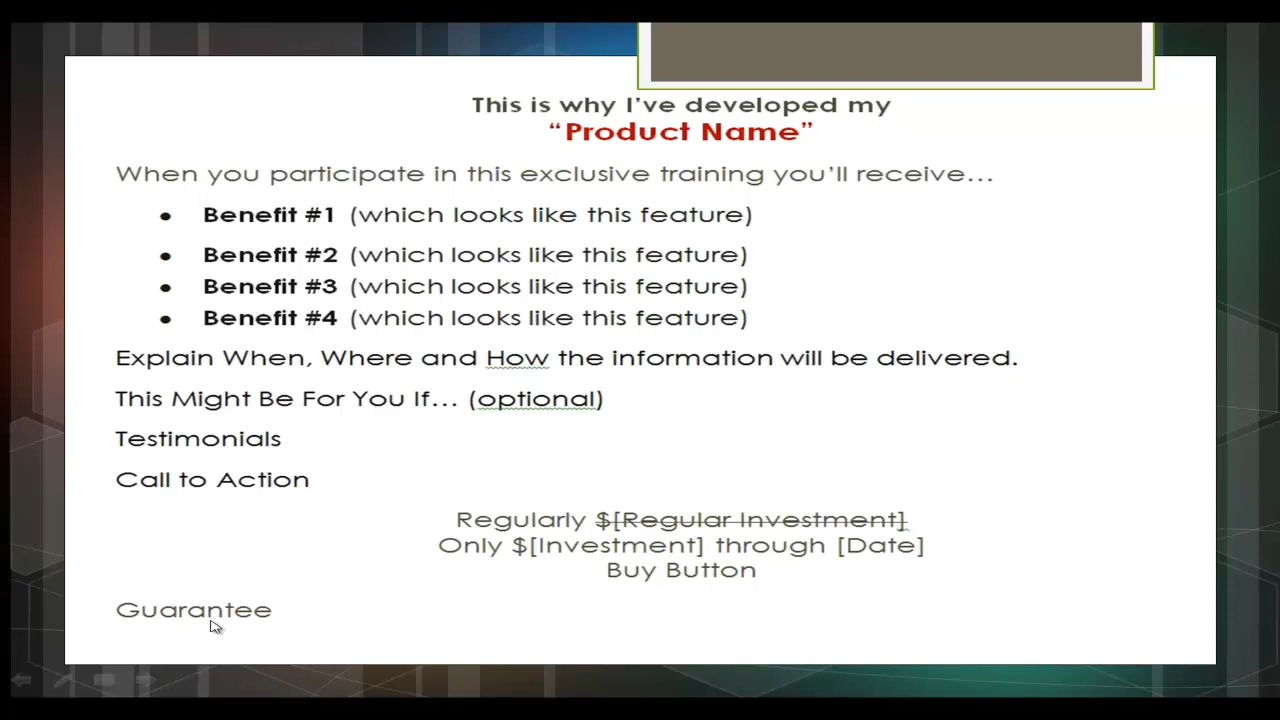 This is why I've developed my
“Product Name”
When you participate in this exclusive training you'll receive…
• Benefit #1 (which looks like this feature)
• Benefit #2 (which looks like this feature)
• Benefit #3 (which looks like this feature)
• Benefit #4 (which looks like this feature)
Explain When, Where and How the information will be delivered.
This Might Be For You If… (optional)
Testimonials
Call to Action
Regularly $[Regular Investment]
Only $[Investment] through [Date]
Buy Button
Guarantee